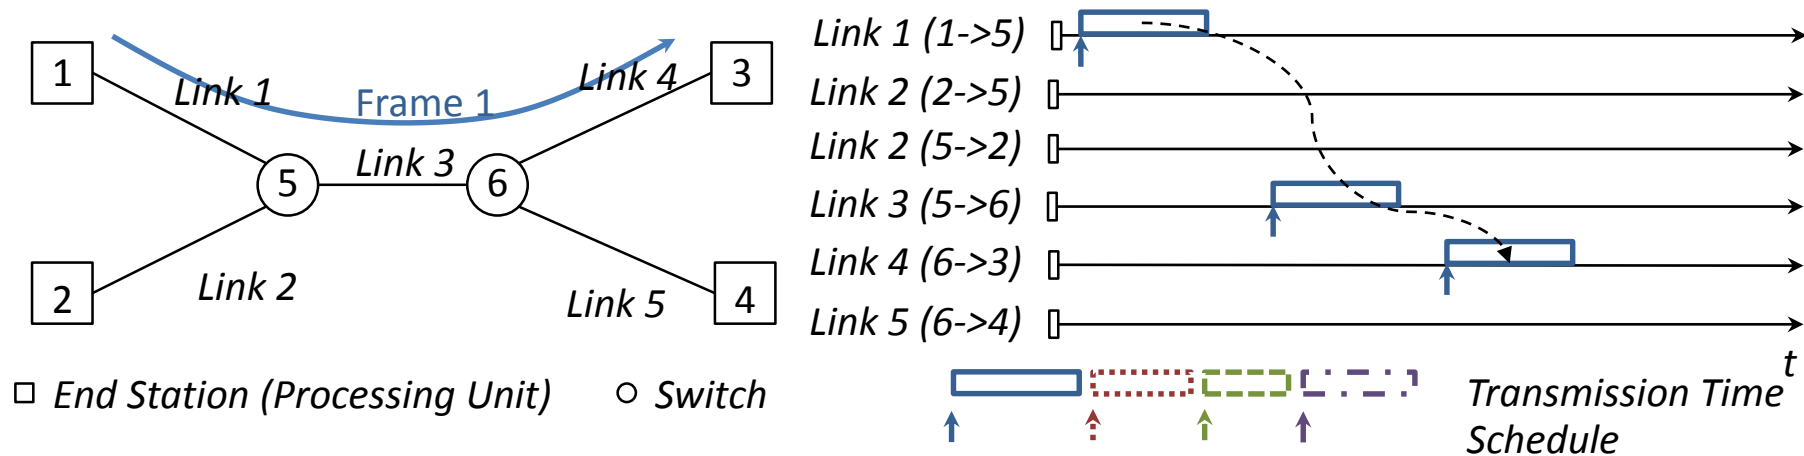 1
Link 1
Frame 1
Link 4
3
5
Link 3
6
2
Link 2
Link 5
4
End Station (Processing Unit)
Switch
Link 1 (1->5)
Link 2 (2->5)
Link 2 (5->2)
Link 3 (5->6)
Link 4 (6->3)
Link 5 (6->4)
t
Transmission Time
Schedule